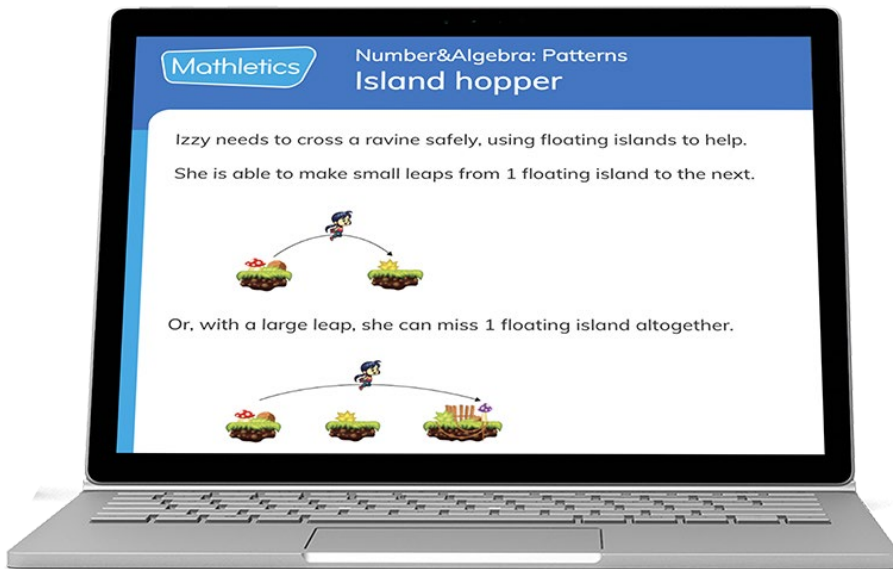 Mathletics
Number&Algebra: Patterns
Island hopper
Izzy needs to cross a ravine safely, using floating islands to help.
She is able to make small leaps from 1 floating island to the next.
Or, with a large leap, she can miss 1 floating island altogether.